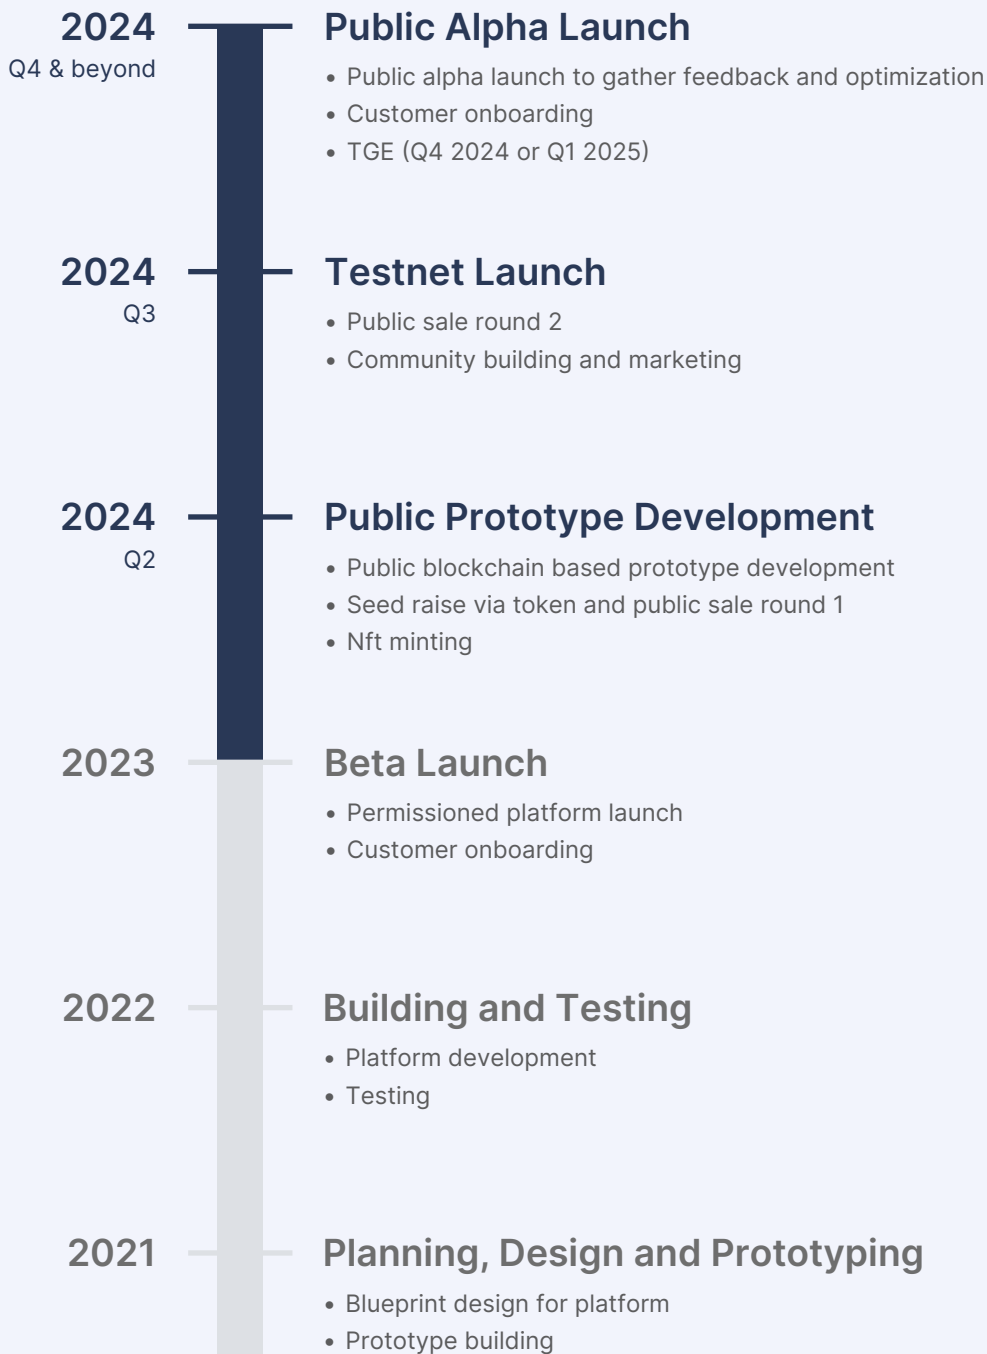 2024
Q4 & beyond
Public Alpha Launch
• Public alpha launch to gather feedback and optimization
• Customer onboarding
• TGE (Q4 2024 or Q1 2025)
2024
Q3
Testnet Launch
• Public sale round 2
• Community building and marketing
2024
Q2
Public Prototype Development
• Public blockchain based prototype development
• Seed raise via token and public sale round 1
• Nft minting
2023
Beta Launch
• Permissioned platform launch
• Customer onboarding
2022
Building and Testing
• Platform development
• Testing
2021
Planning, Design and Prototyping
• Blueprint design for platform
• Prototype building